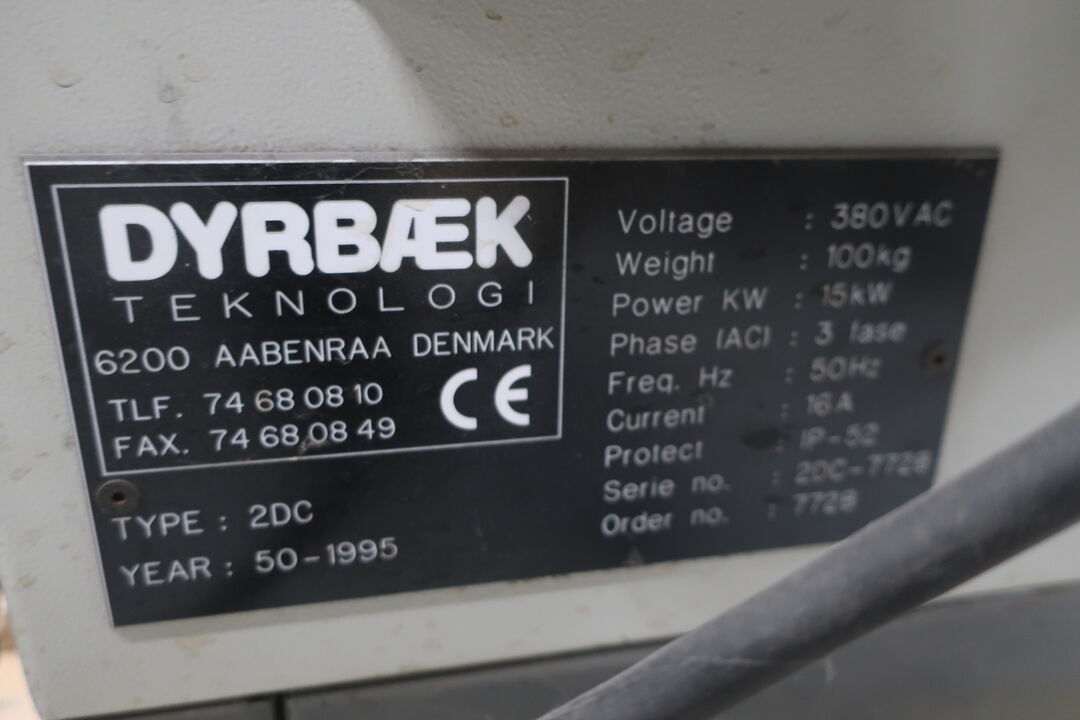 DYRBÆK
TEKNOLOGI
6200 AABENRAA DENMARK
TLF. 74 68 08 10
FAX. 74 68 08 49
CE
TYPE : 2DC
YEAR : 50-1995
Voltage : 380VAC
Weight : 100kg
Power KW : 15kW
Phase (AC) : 3 fase
Freq. Hz : 50Hz
Current : 16A
Protect : IP-52
Serie no. : 2DC-7728
Order no. : 7728